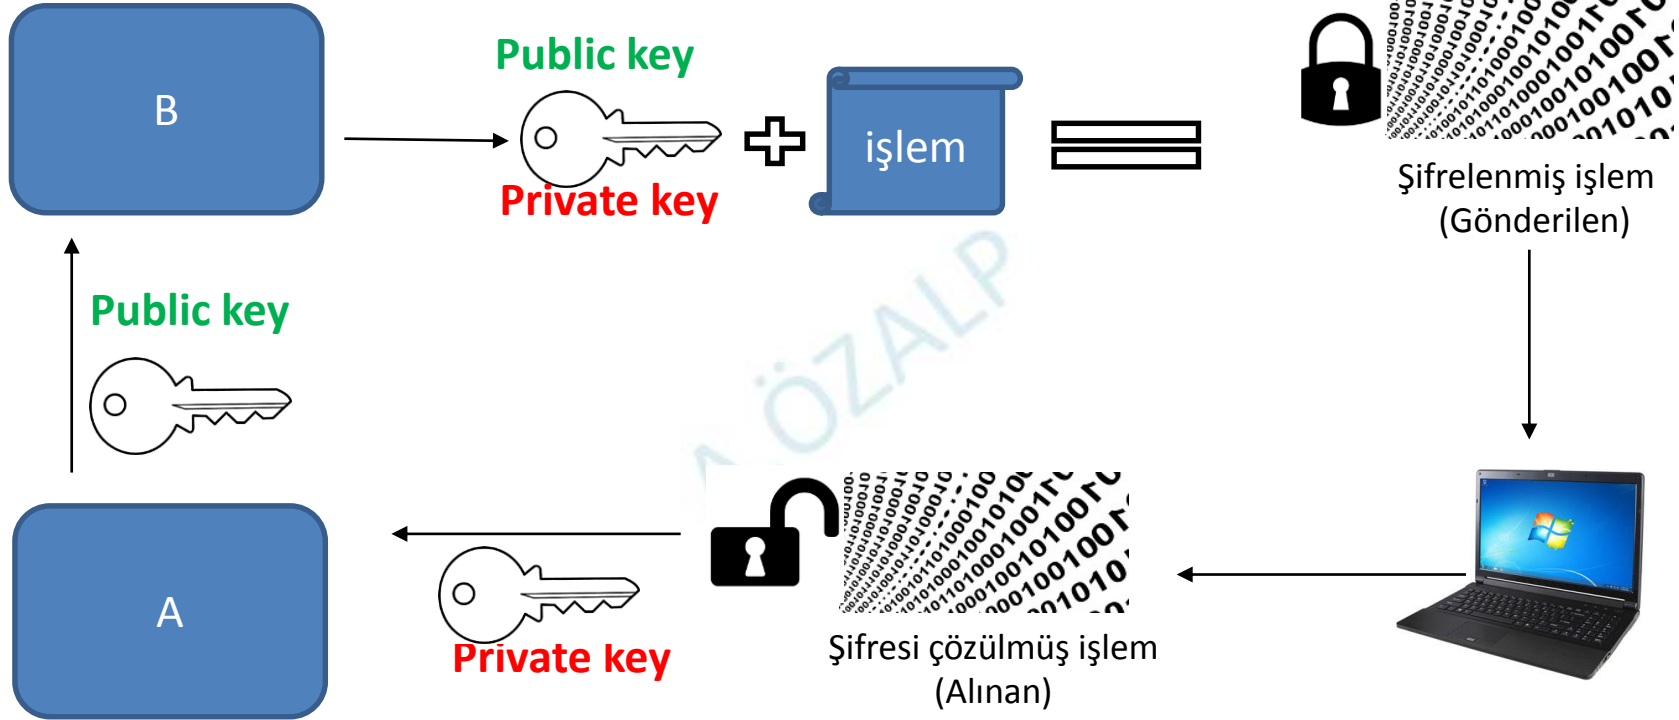 B
Public key
Private key
işlem
Şifrelenmiş işlem
(Gönderilen)
Public key
ÖZALP
A
Private key
Şifresi çözülmüş işlem
(Alınan)